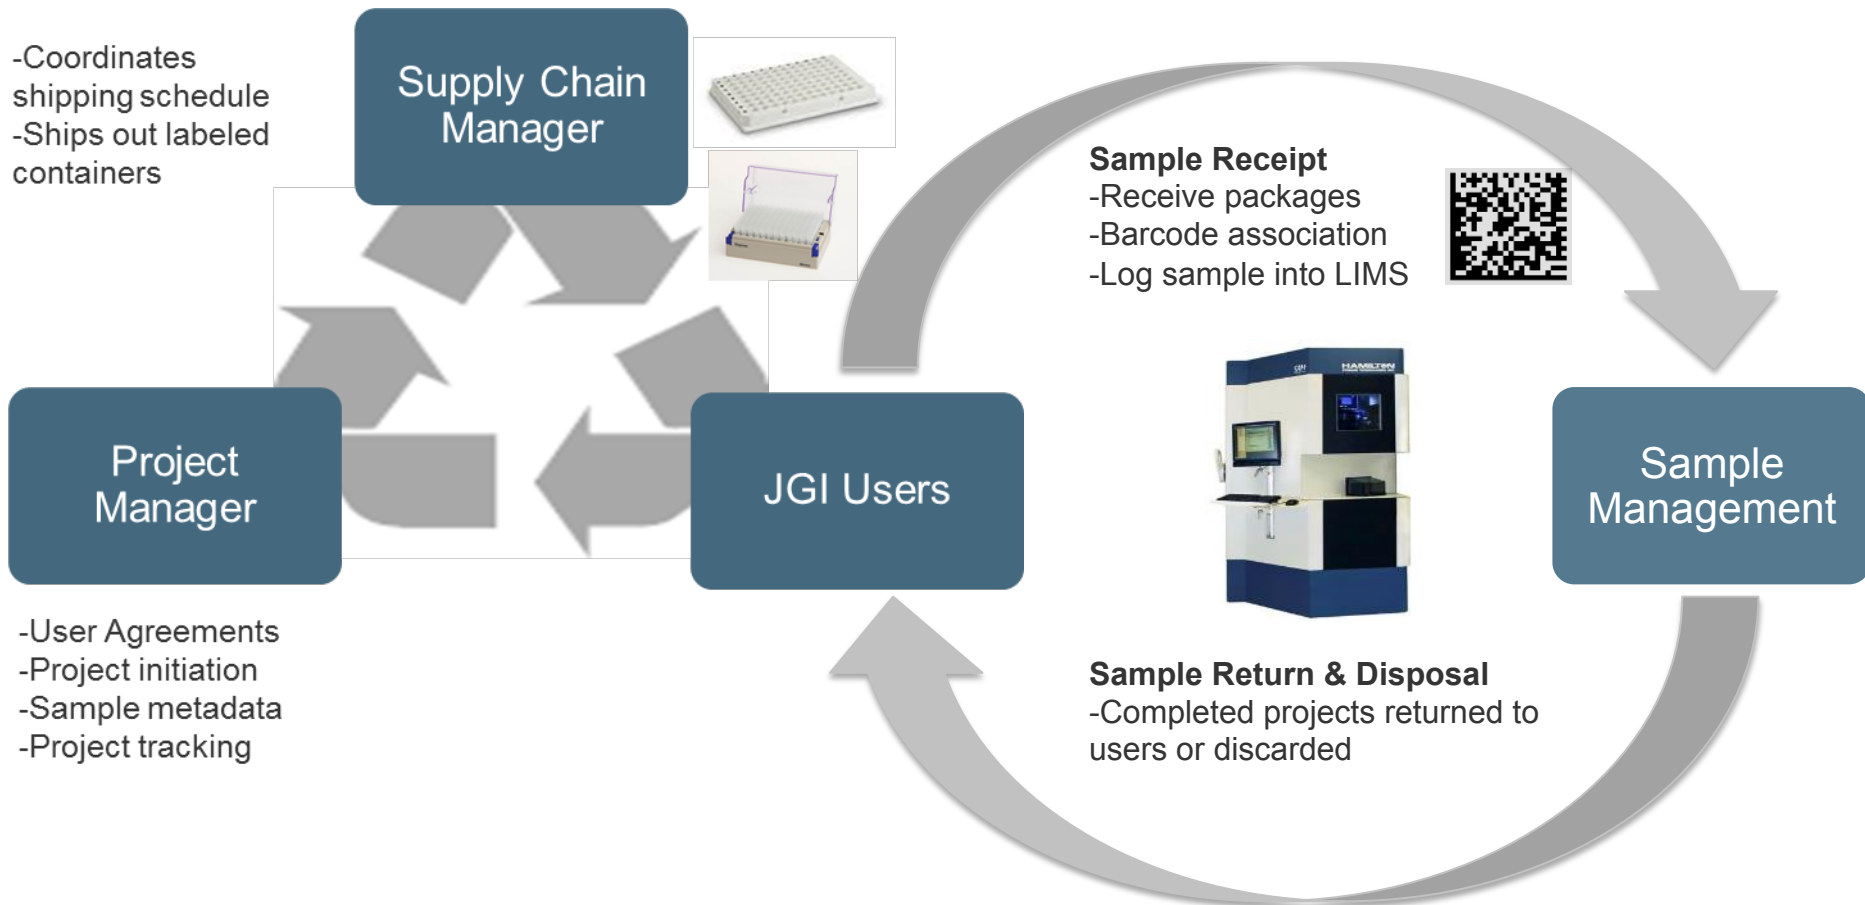 -Coordinates
shipping schedule
-Ships out labeled
containers
Supply Chain
Manager
Project
Manager
-User Agreements
-Project initiation
-Sample metadata
-Project tracking
JGI Users
Sample Receipt
-Receive packages
-Barcode association
-Log sample into LIMS
HAMILTON
Sample Return & Disposal
-Completed projects returned to
users or discarded
Sample
Management